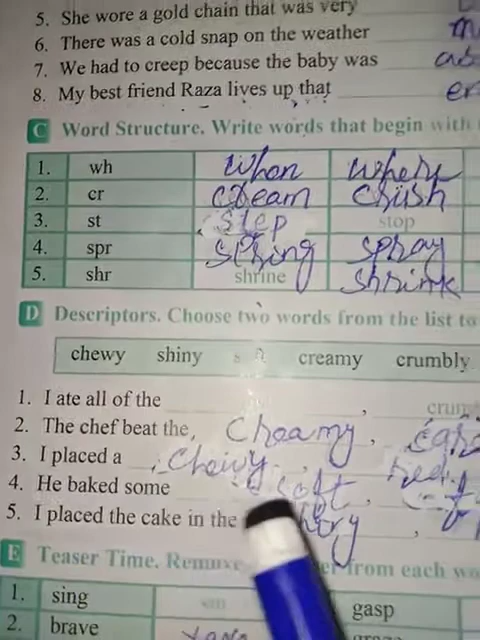 5. She wore a gold chain that was very
6. There was a cold snap on the weather
7. We had to creep because the baby was
8. My best friend Raza lives up that
C Word Structure. Write words that begin with
1. wh When where
2. cr cream crush
3. st step stop
4. spr spring spray
5. shr shrine shrink
D Descriptors. Choose two words from the list to
chewy shiny creamy crumbly
1. I ate all of the ,
2. The chef beat the, Creamy ,
3. I placed a chewy
4. He baked some soft ,
5. I placed the cake in the ,
E Teaser Time. from each
1. sing gasp
2. brave